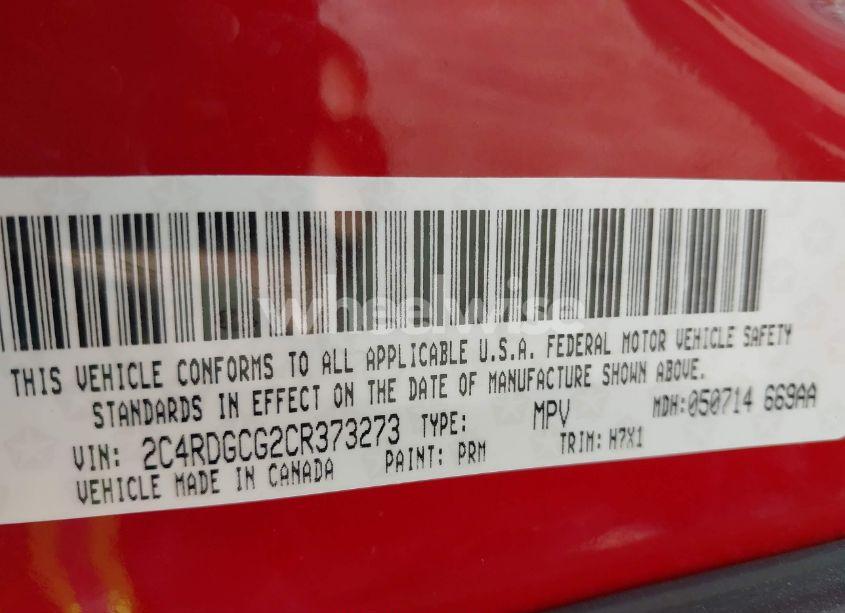 wheelwise
THIS VEHICLE CONFORMS TO ALL APPLICABLE U.S.A. FEDERAL MOTOR VEHICLE SAFETY
STANDARDS IN EFFECT ON THE DATE OF MANUFACTURE SHOWN ABOVE.
VIN: 2C4RDGCG2CR373273 TYPE: MPV MDH:050714 669AA
VEHICLE MADE IN CANADA PAINT: PRM TRIM: H7X1